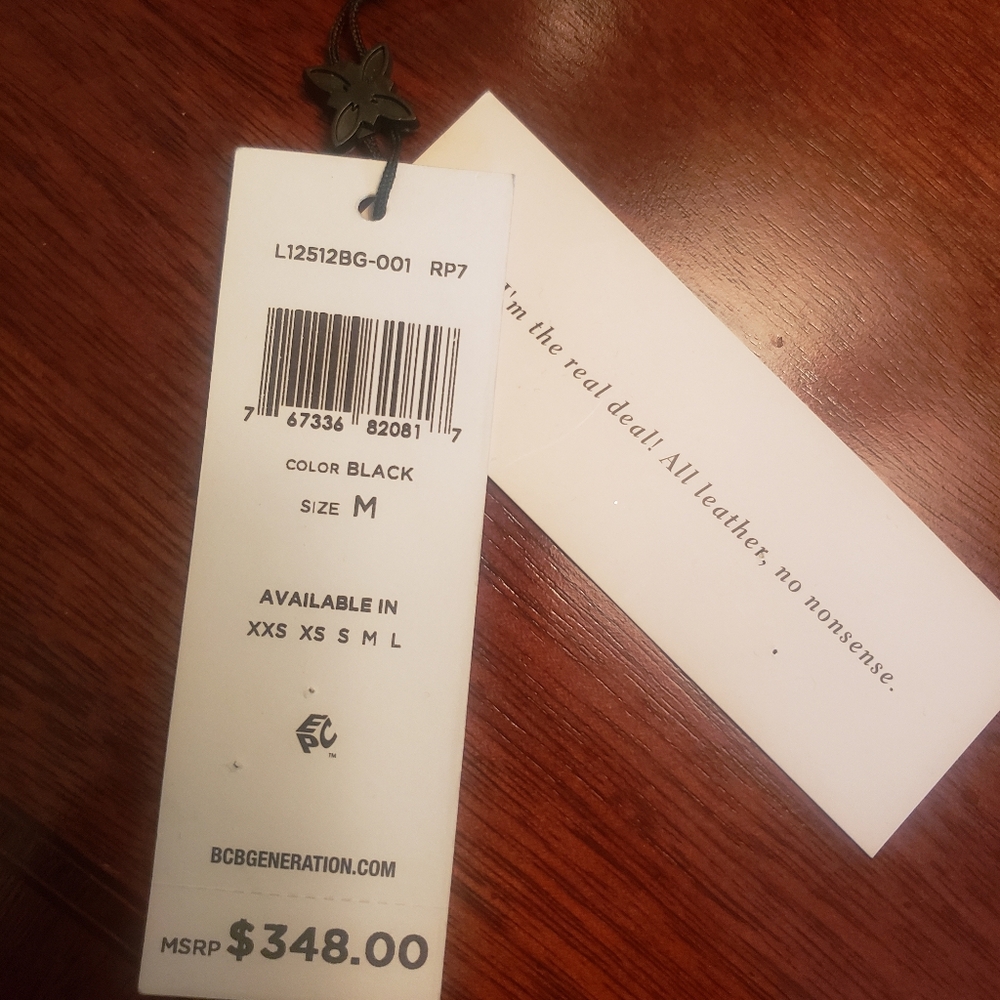 L12512BG-001 RP7
7 67336 82081 7
COLOR BLACK
SIZE M
AVAILABLE IN
XXS XS S M L
EPC™
BCBGENERATION.COM
MSRP $348.00
I'm the real deal! All leather, no nonsense.